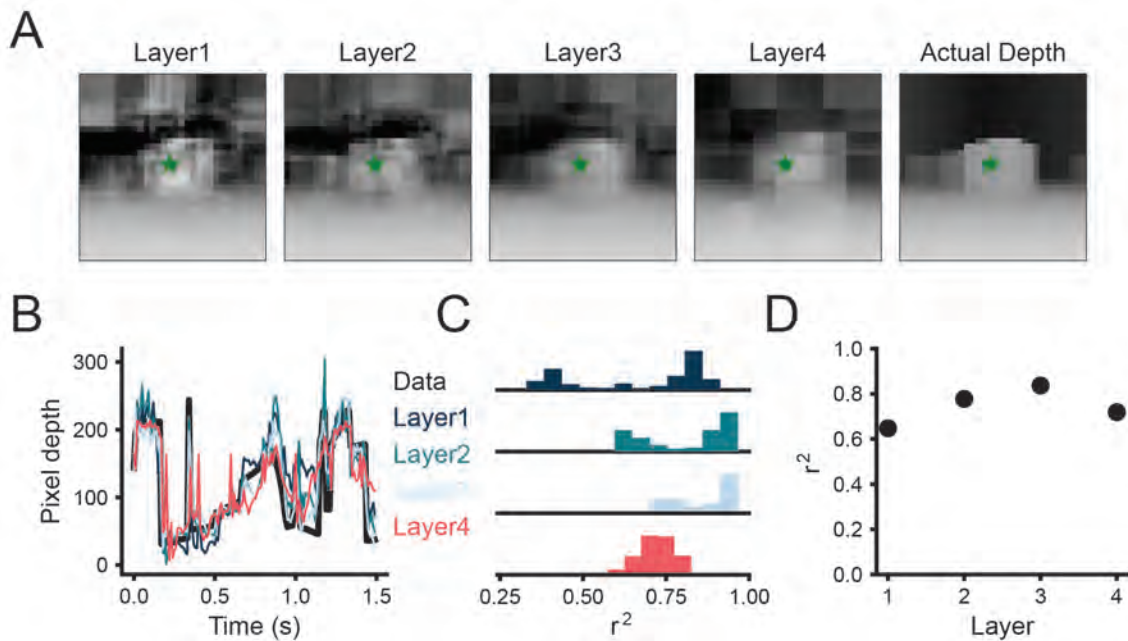 A
Layer1
Layer2
Layer3
Layer4
Actual Depth
B
C
D
300
200
100
0
Pixel depth
0.0
0.5
1.0
1.5
Time (s)
Data
Layer1
Layer2
Layer4
0.25
0.50
0.75
1.00
r²
1.0
0.8
0.6
0.4
0.2
0.0
r²
1
2
3
4
Layer